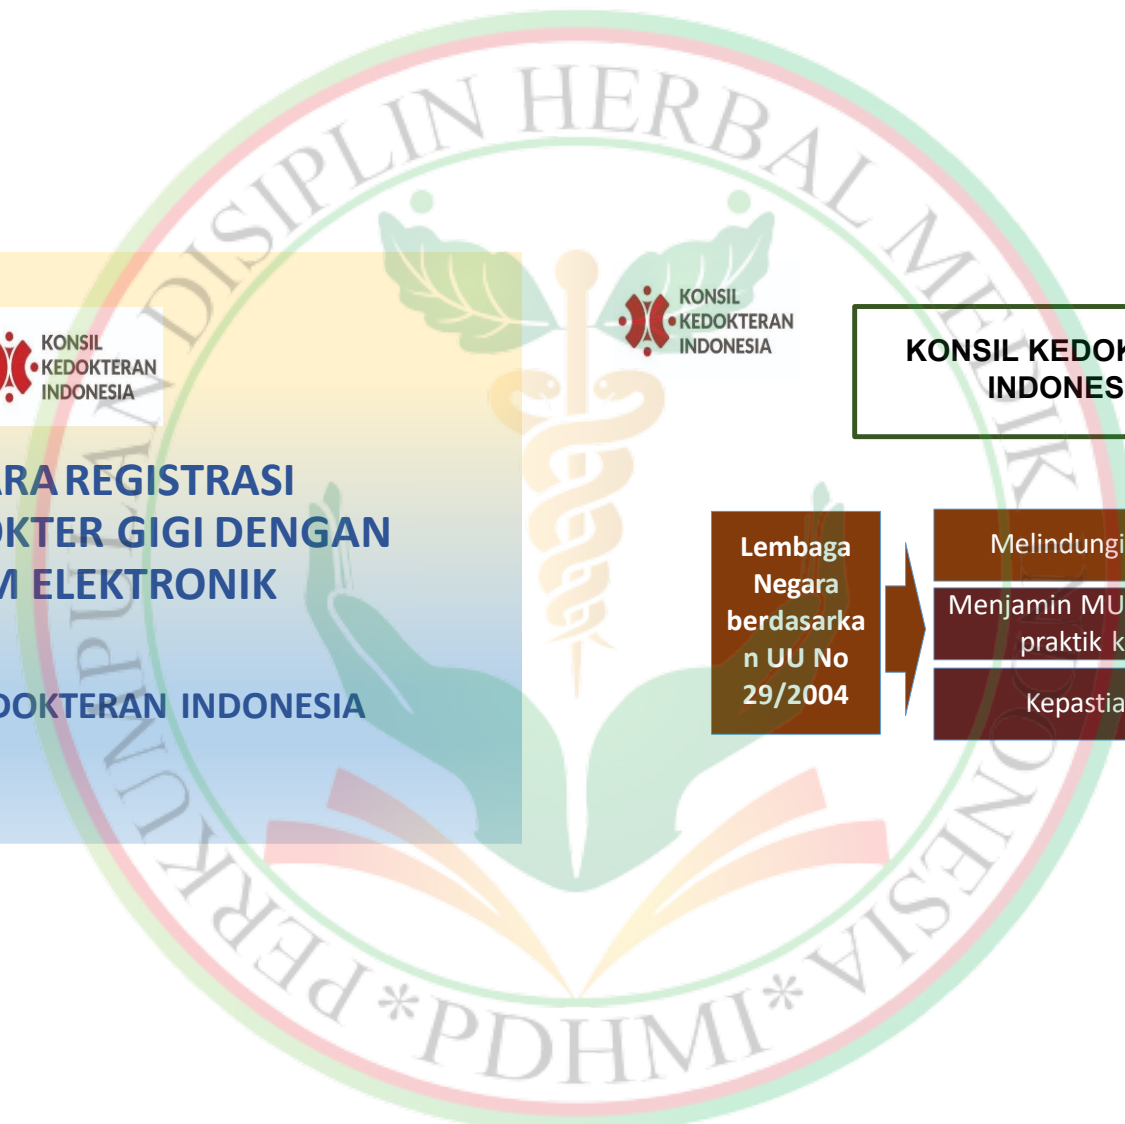 PERKUMPULAN DISIPLIN HERBAL MEDIK INDONESIA
*PDHMI*
KONSIL
KEDOKTERAN
INDONESIA
ARA REGISTRASI
OKTER GIGI DENGAN
M ELEKTRONIK
DOKTERAN INDONESIA
KONSIL
KEDOKTERAN
INDONESIA
KONSIL KEDOK
INDONES
Lembaga
Negara
berdasarka
n UU No
29/2004
Melindungi
Menjamin MU
praktik k
Kepastia